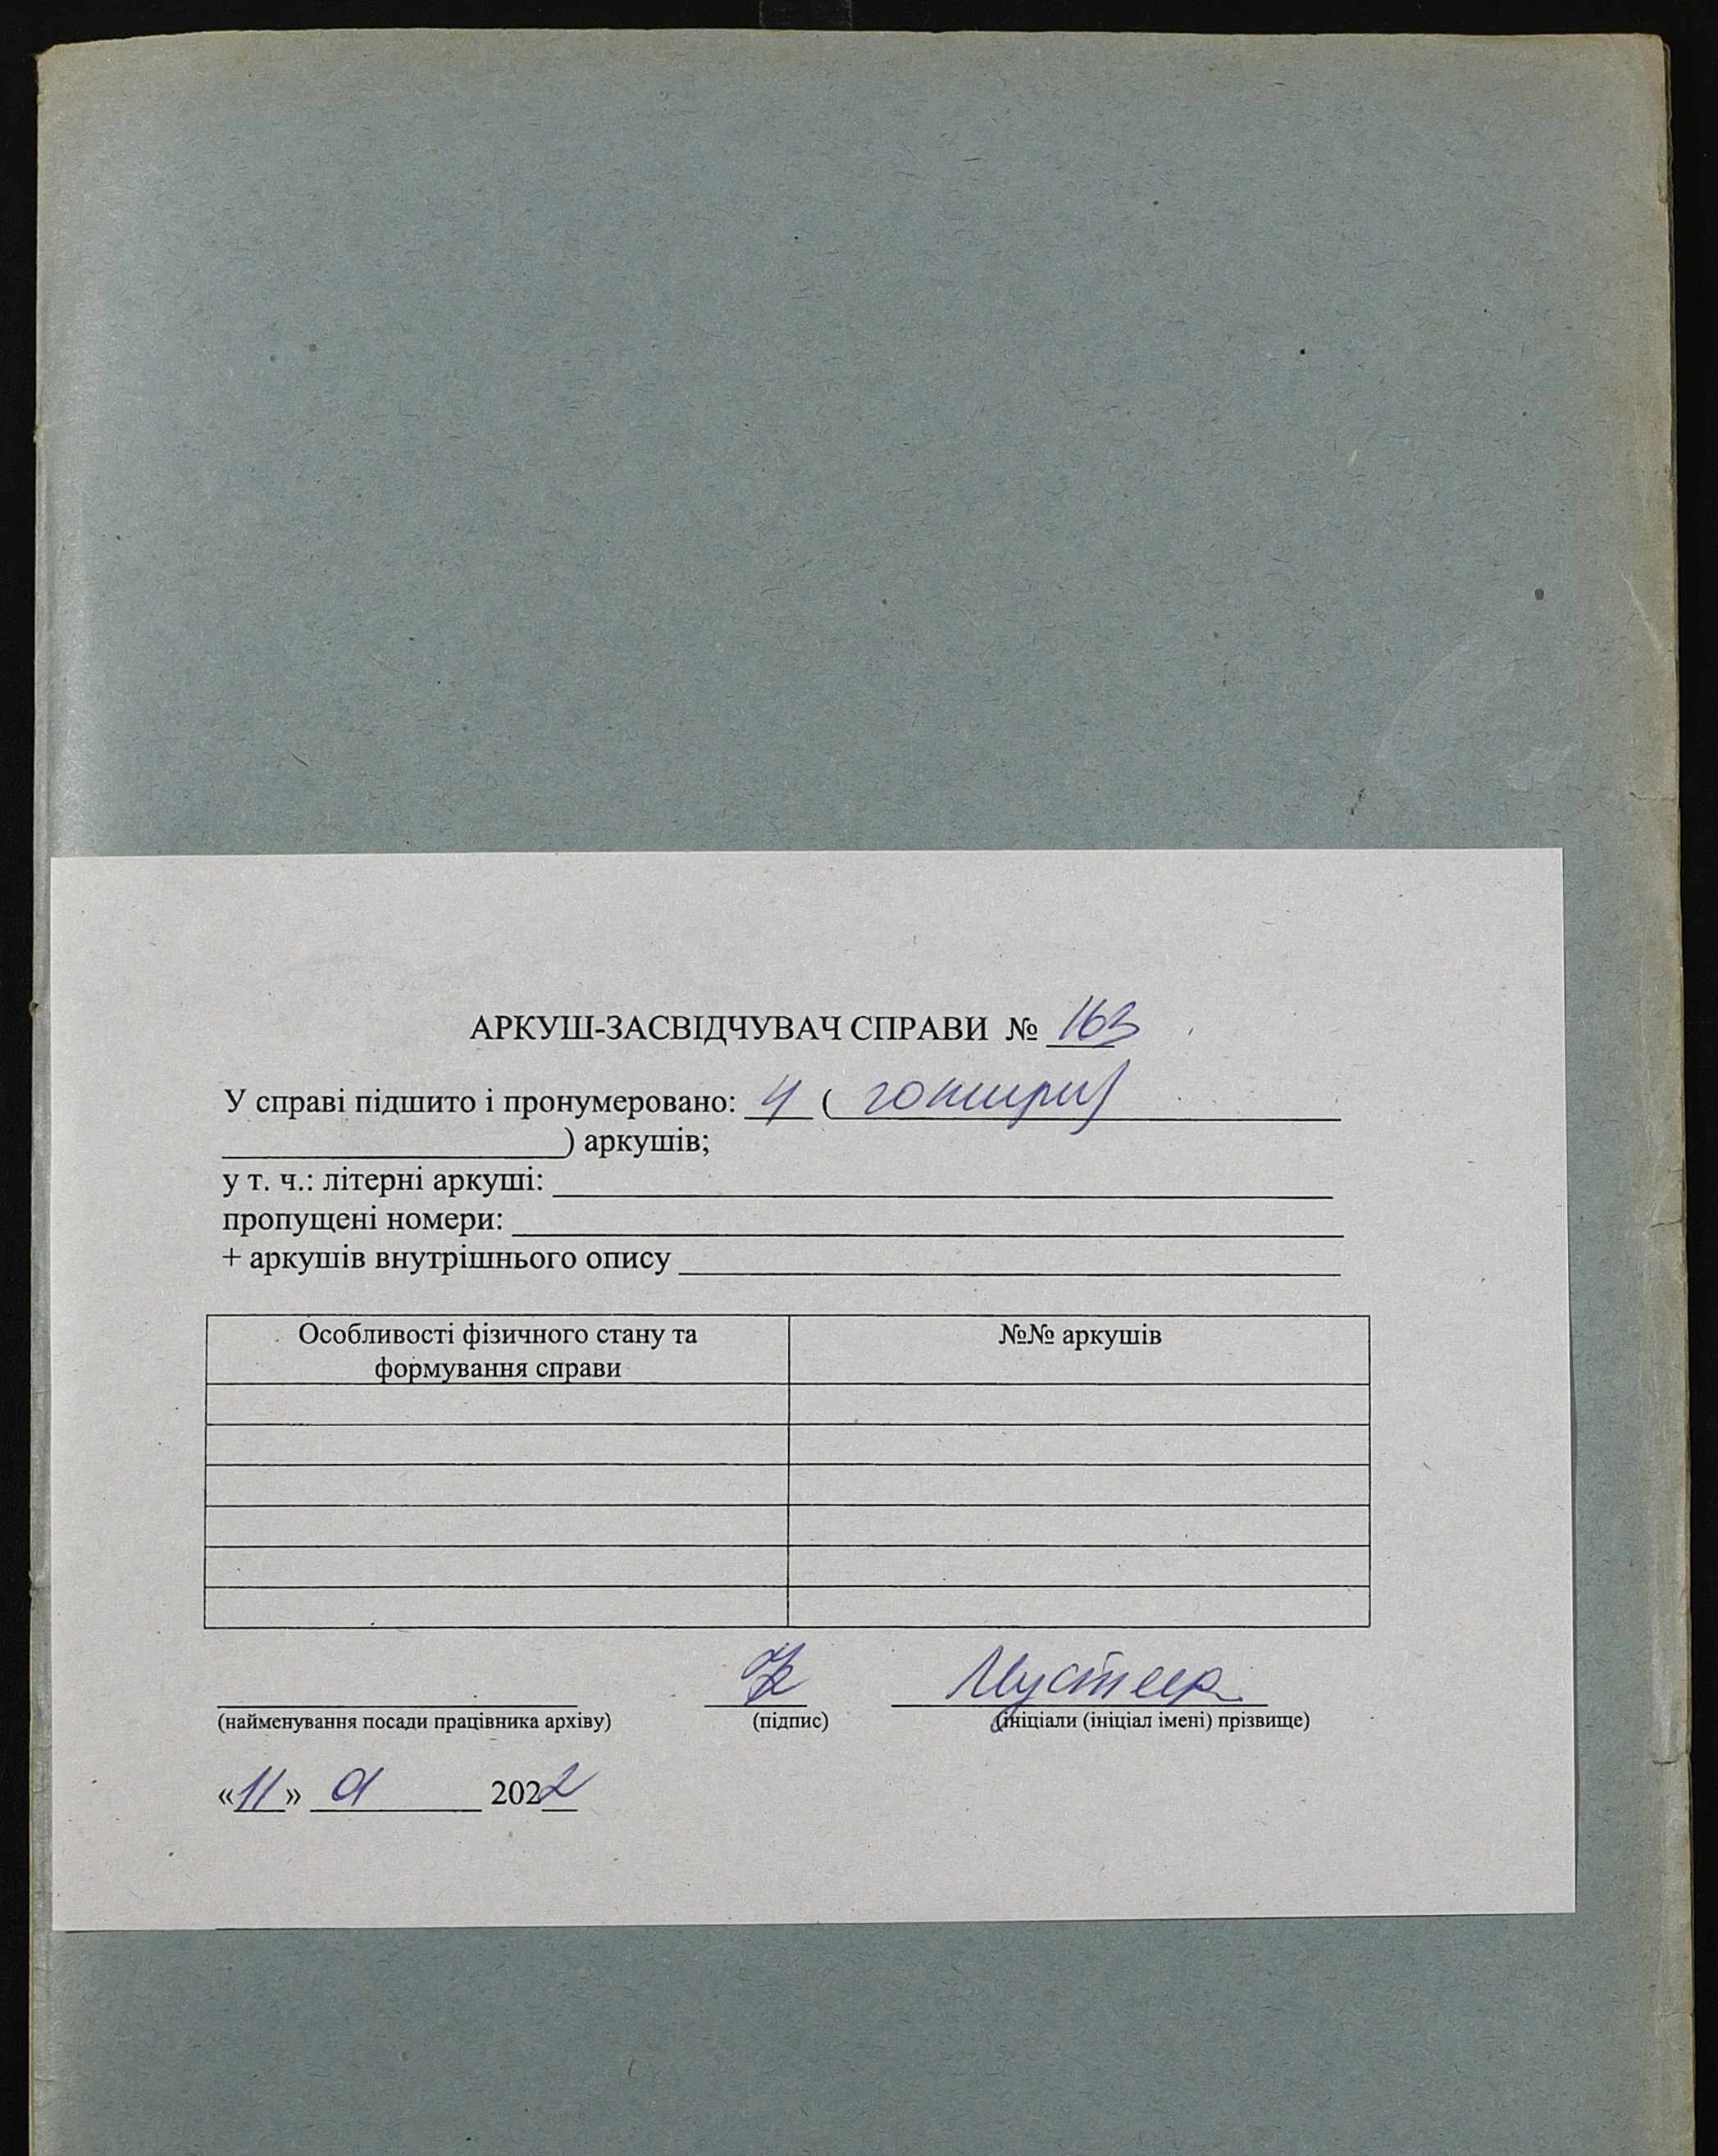 АРКУШ-ЗАСВІДЧУВАЧ СПРАВИ № 163
У справі підшито і пронумеровано: 4 (чотири)
) аркушів;
у т. ч.: літерні аркуші:
пропущені номери:
+ аркушів внутрішнього опису
Особливості фізичного стану та
формування справи
№№ аркушів
(найменування посади працівника архіву)
(підпис)
(ініціали (ініціал імені) прізвище)
«11» 2022